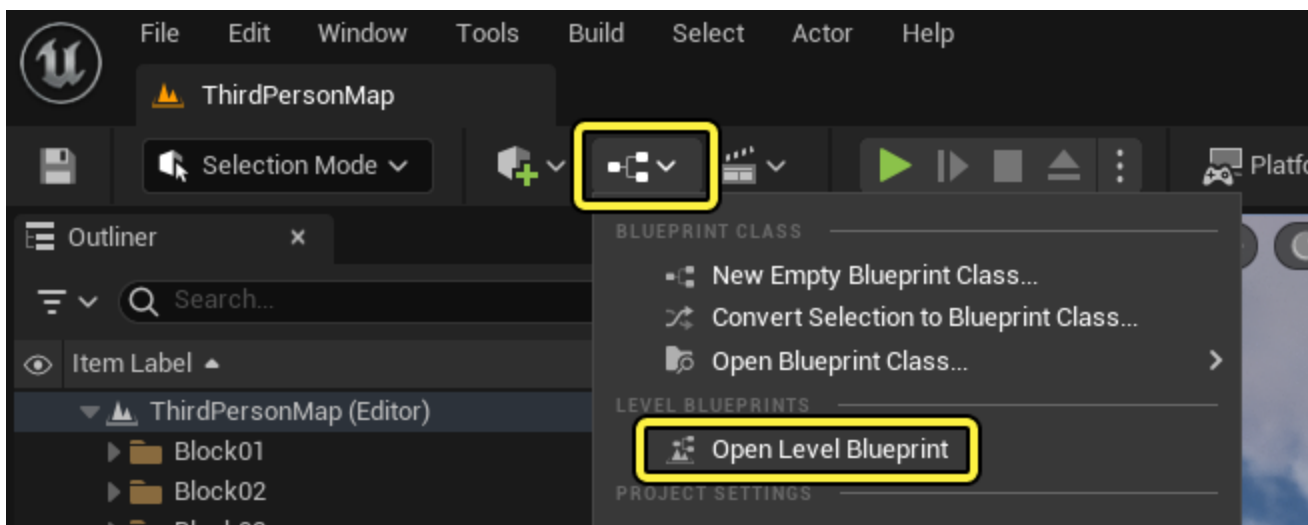 File Edit Window Tools Build Select Actor Help
ThirdPersonMap
Selection Mode
Outliner
BLUEPRINT CLASS
New Empty Blueprint Class...
Search...
Convert Selection to Blueprint Class...
Item Label
Open Blueprint Class...
ThirdPersonMap (Editor)
LEVEL BLUEPRINTS
Block01
Open Level Blueprint
Block02
PROJECT SETTINGS